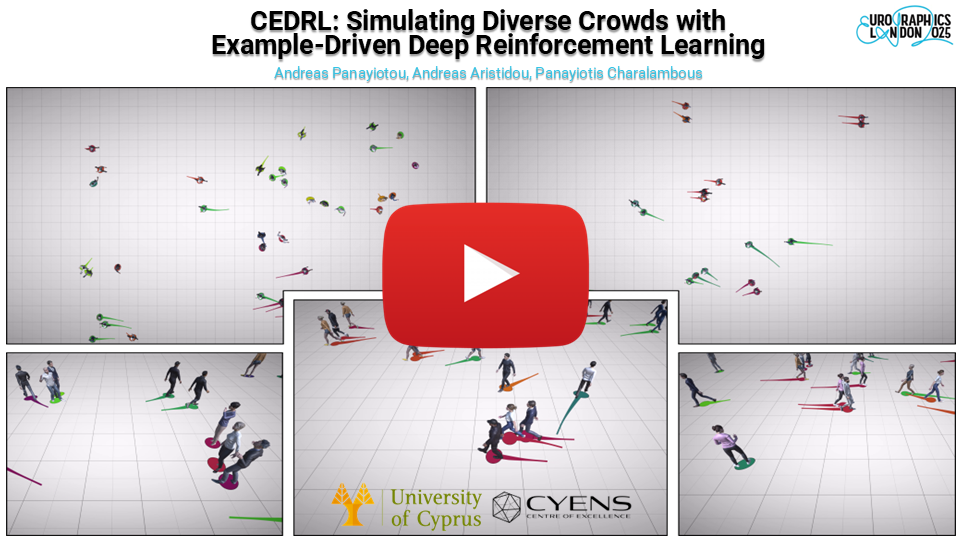 CEDRL: Simulating Diverse Crowds with
Example-Driven Deep Reinforcement Learning
Andreas Panayiotou, Andreas Aristidou, Panayiotis Charalambous
EUROGRAPHICS
LONDON 2025
University
of Cyprus
CYENS
CENTRE OF EXCELLENCE